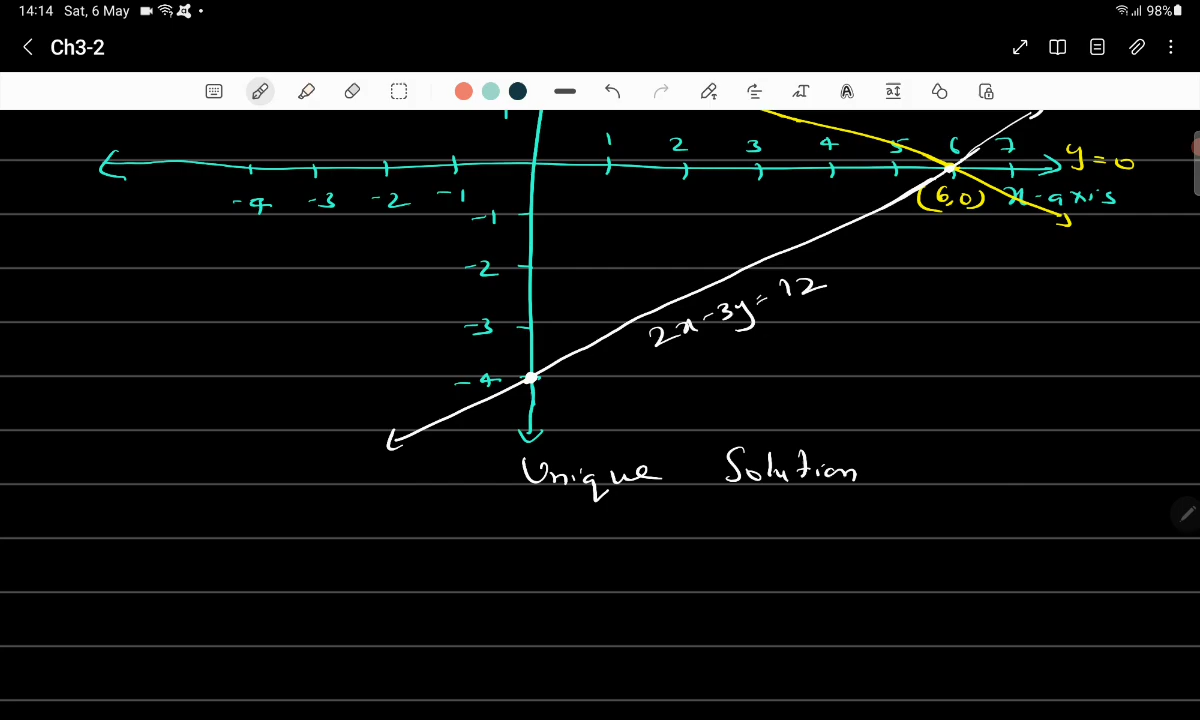 14:14 Sat, 6 May 98%
Ch3-2
1 2 3 4 5 6 7 y=0
-4 -3 -2 -1 (6,0) x-axis
-1
-2
2x-3y=12
-3
-4
Unique Solution